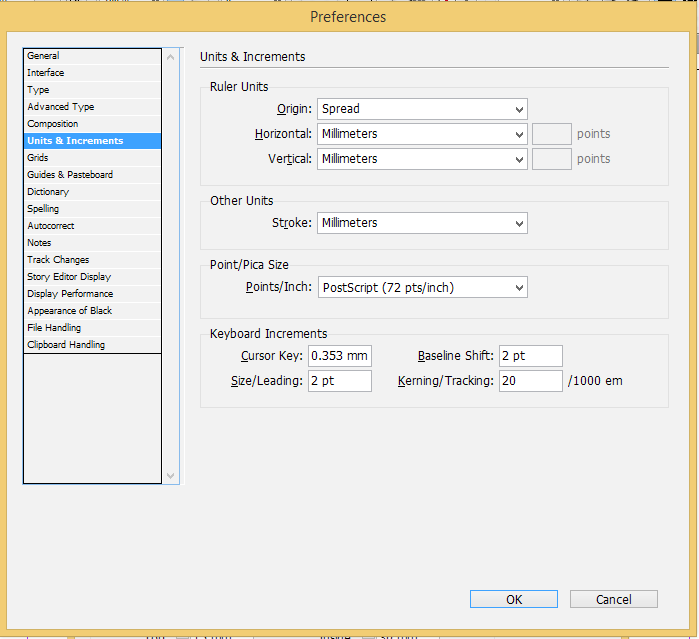 Preferences
General
Interface
Type
Advanced Type
Composition
Units & Increments
Grids
Guides & Pasteboard
Dictionary
Spelling
Autocorrect
Notes
Track Changes
Story Editor Display
Display Performance
Appearance of Black
File Handling
Clipboard Handling
Units & Increments
Ruler Units
Origin: Spread
Horizontal: Millimeters points
Vertical: Millimeters points
Other Units
Stroke: Millimeters
Point/Pica Size
Points/Inch: PostScript (72 pts/inch)
Keyboard Increments
Cursor Key: 0.353 mm Baseline Shift: 2 pt
Size/Leading: 2 pt Kerning/Tracking: 20 /1000 em
OK Cancel